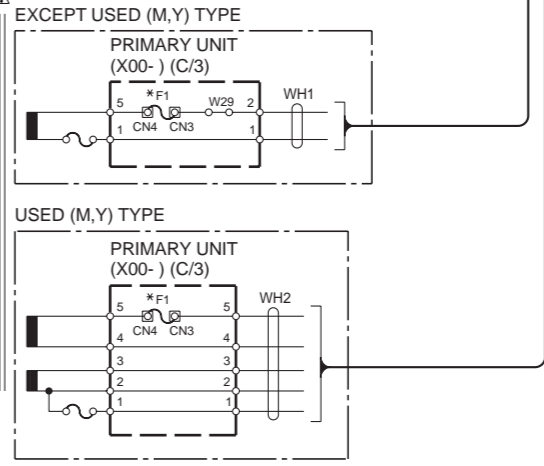 EXCEPT USED (M,Y) TYPE
PRIMARY UNIT
(X00- ) (C/3)
5 *F1 W29 2 WH1
CN4 CN3
1 1
USED (M,Y) TYPE
PRIMARY UNIT
(X00- ) (C/3)
5 *F1 5 WH2
CN4 CN3
4 4
3 3
2 2
1 1